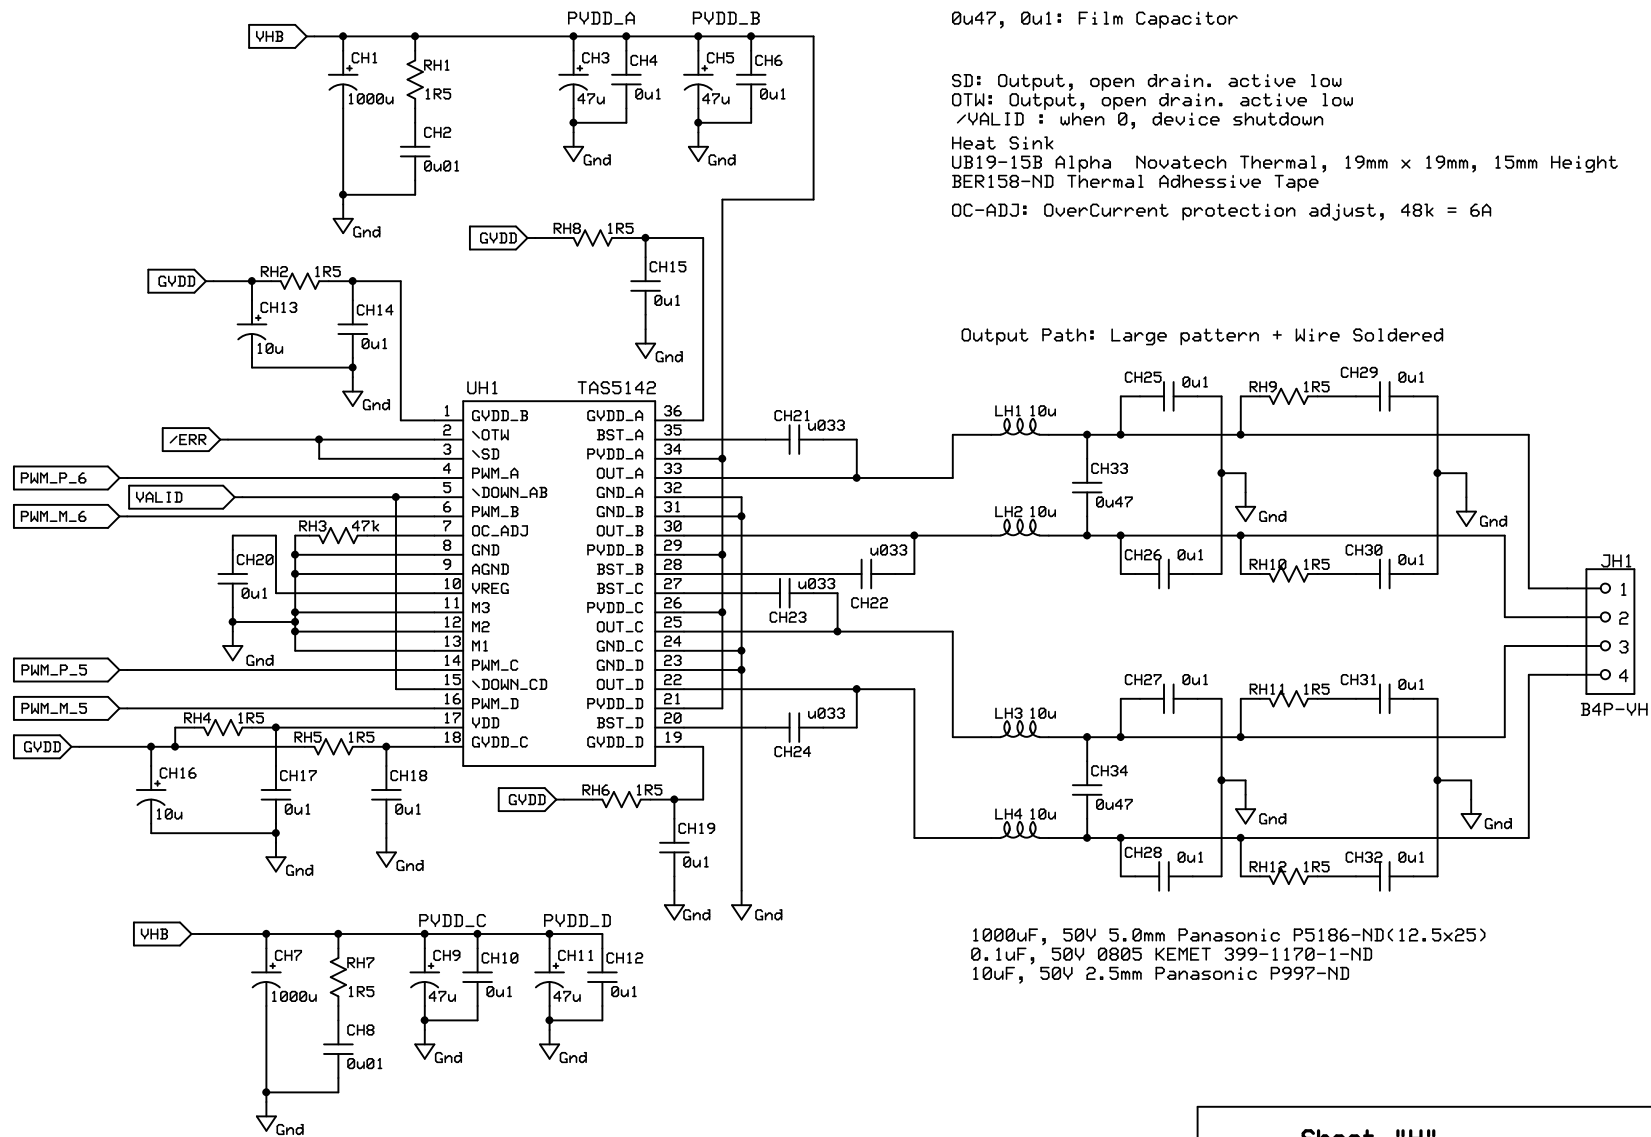 PVDD_A
PVDD_B
VHB
CH1
1000u
RH1
1R5
CH2
0u01
Gnd
CH3
47u
CH4
0u1
Gnd
CH5
47u
CH6
0u1
Gnd
0u47, 0u1: Film Capacitor
SD: Output, open drain. active low
OTW: Output, open drain. active low
/VALID : when 0, device shutdown
Heat Sink
UB19-15B Alpha Novatech Thermal, 19mm x 19mm, 15mm Height
BER158-ND Thermal Adhessive Tape
OC-ADJ: OverCurrent protection adjust, 48k = 6A
GVDD
RH8 1R5
CH15
0u1
Gnd
GVDD
RH2 1R5
CH13
10u
CH14
0u1
Gnd
Output Path: Large pattern + Wire Soldered
UH1 TAS5142
1 GVDD_B GVDD_A 36
2 \OTW BST_A 35
3 \SD PVDD_A 34
4 PWM_A OUT_A 33
5 \DOWN_AB GND_A 32
6 PWM_B GND_B 31
7 OC_ADJ OUT_B 30
8 GND PVDD_B 29
9 AGND BST_B 28
10 VREG BST_C 27
11 M3 PVDD_C 26
12 M2 OUT_C 25
13 M1 GND_C 24
14 PWM_C GND_D 23
15 \DOWN_CD OUT_D 22
16 PWM_D PVDD_D 21
17 VDD BST_D 20
18 GVDD_C GVDD_D 19
/ERR
PWM_P_6
VALID
PWM_M_6
RH3 47k
CH20
0u1
Gnd
PWM_P_5
PWM_M_5
RH4 1R5
GVDD
RH5 1R5
CH16
10u
CH17
0u1
Gnd
CH18
0u1
Gnd
GVDD
RH6 1R5
CH19
0u1
Gnd
Gnd
CH21
u033
u033
CH22
u033
CH23
u033
CH24
LH1 10u
CH25 0u1
RH9 1R5
CH29 0u1
CH33
0u47
Gnd
Gnd
LH2 10u
CH26 0u1
RH10 1R5
CH30 0u1
JH1
1
2
3
4
B4P-VH
CH27 0u1
RH11 1R5
CH31 0u1
LH3 10u
CH34
0u47
Gnd
Gnd
LH4 10u
CH28 0u1
RH12 1R5
CH32 0u1
PVDD_C
PVDD_D
VHB
CH7
1000u
RH7
1R5
CH8
0u01
Gnd
CH9
47u
CH10
0u1
Gnd
CH11
47u
CH12
0u1
Gnd
1000uF, 50V 5.0mm Panasonic P5186-ND(12.5x25)
0.1uF, 50V 0805 KEMET 399-1170-1-ND
10uF, 50V 2.5mm Panasonic P997-ND
Sheet "H"